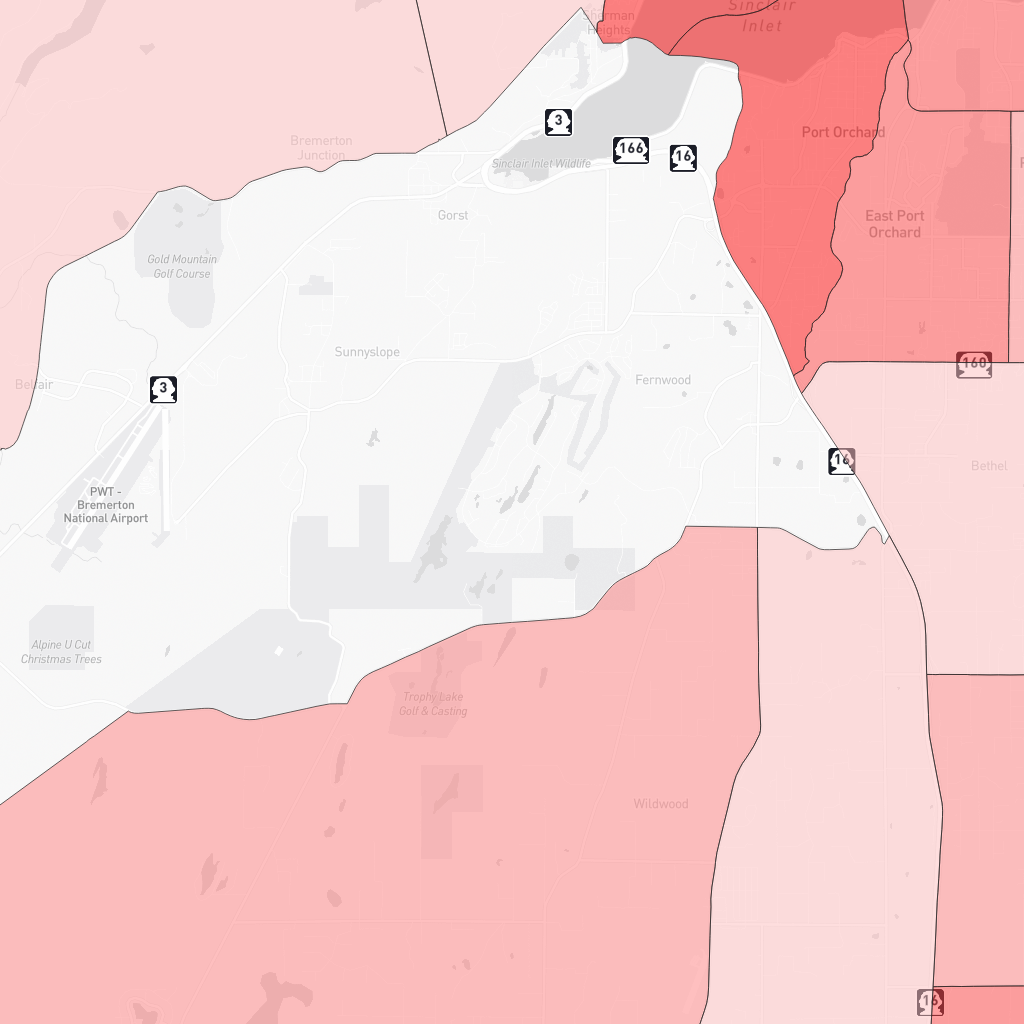 Sinclair
Inlet
Sherman
Heights
3
166
16
Port Orchard
Bremerton
Junction
Sinclair Inlet Wildlife
Gorst
East Port
Orchard
Gold Mountain
Golf Course
Sunnyslope
Fernwood
160
Belfair
3
16
Bethel
PWT -
Bremerton
National Airport
Alpine U Cut
Christmas Trees
Trophy Lake
Golf & Casting
Wildwood
16